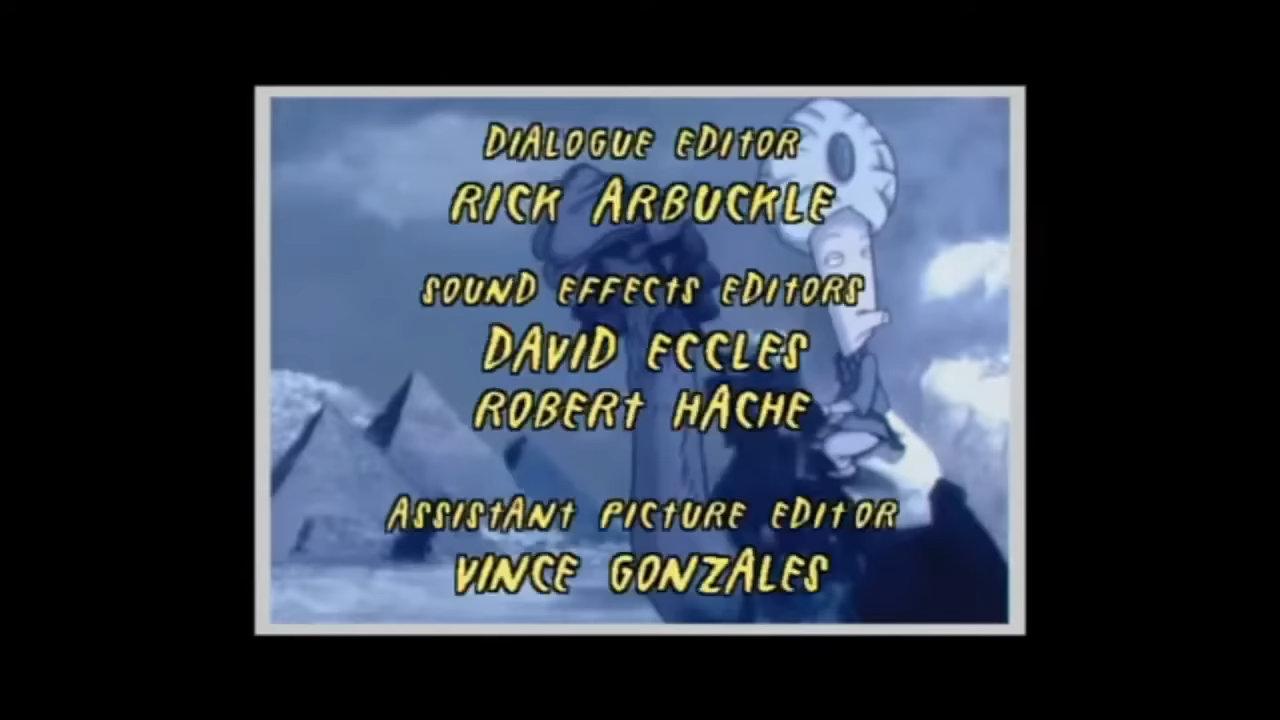 DIALOGUE EDITOR
RICK ARBUCKLE
SOUND EFFECTS EDITORS
DAVID ECCLES
ROBERT HACHE
ASSISTANT PICTURE EDITOR
VINCE GONZALES